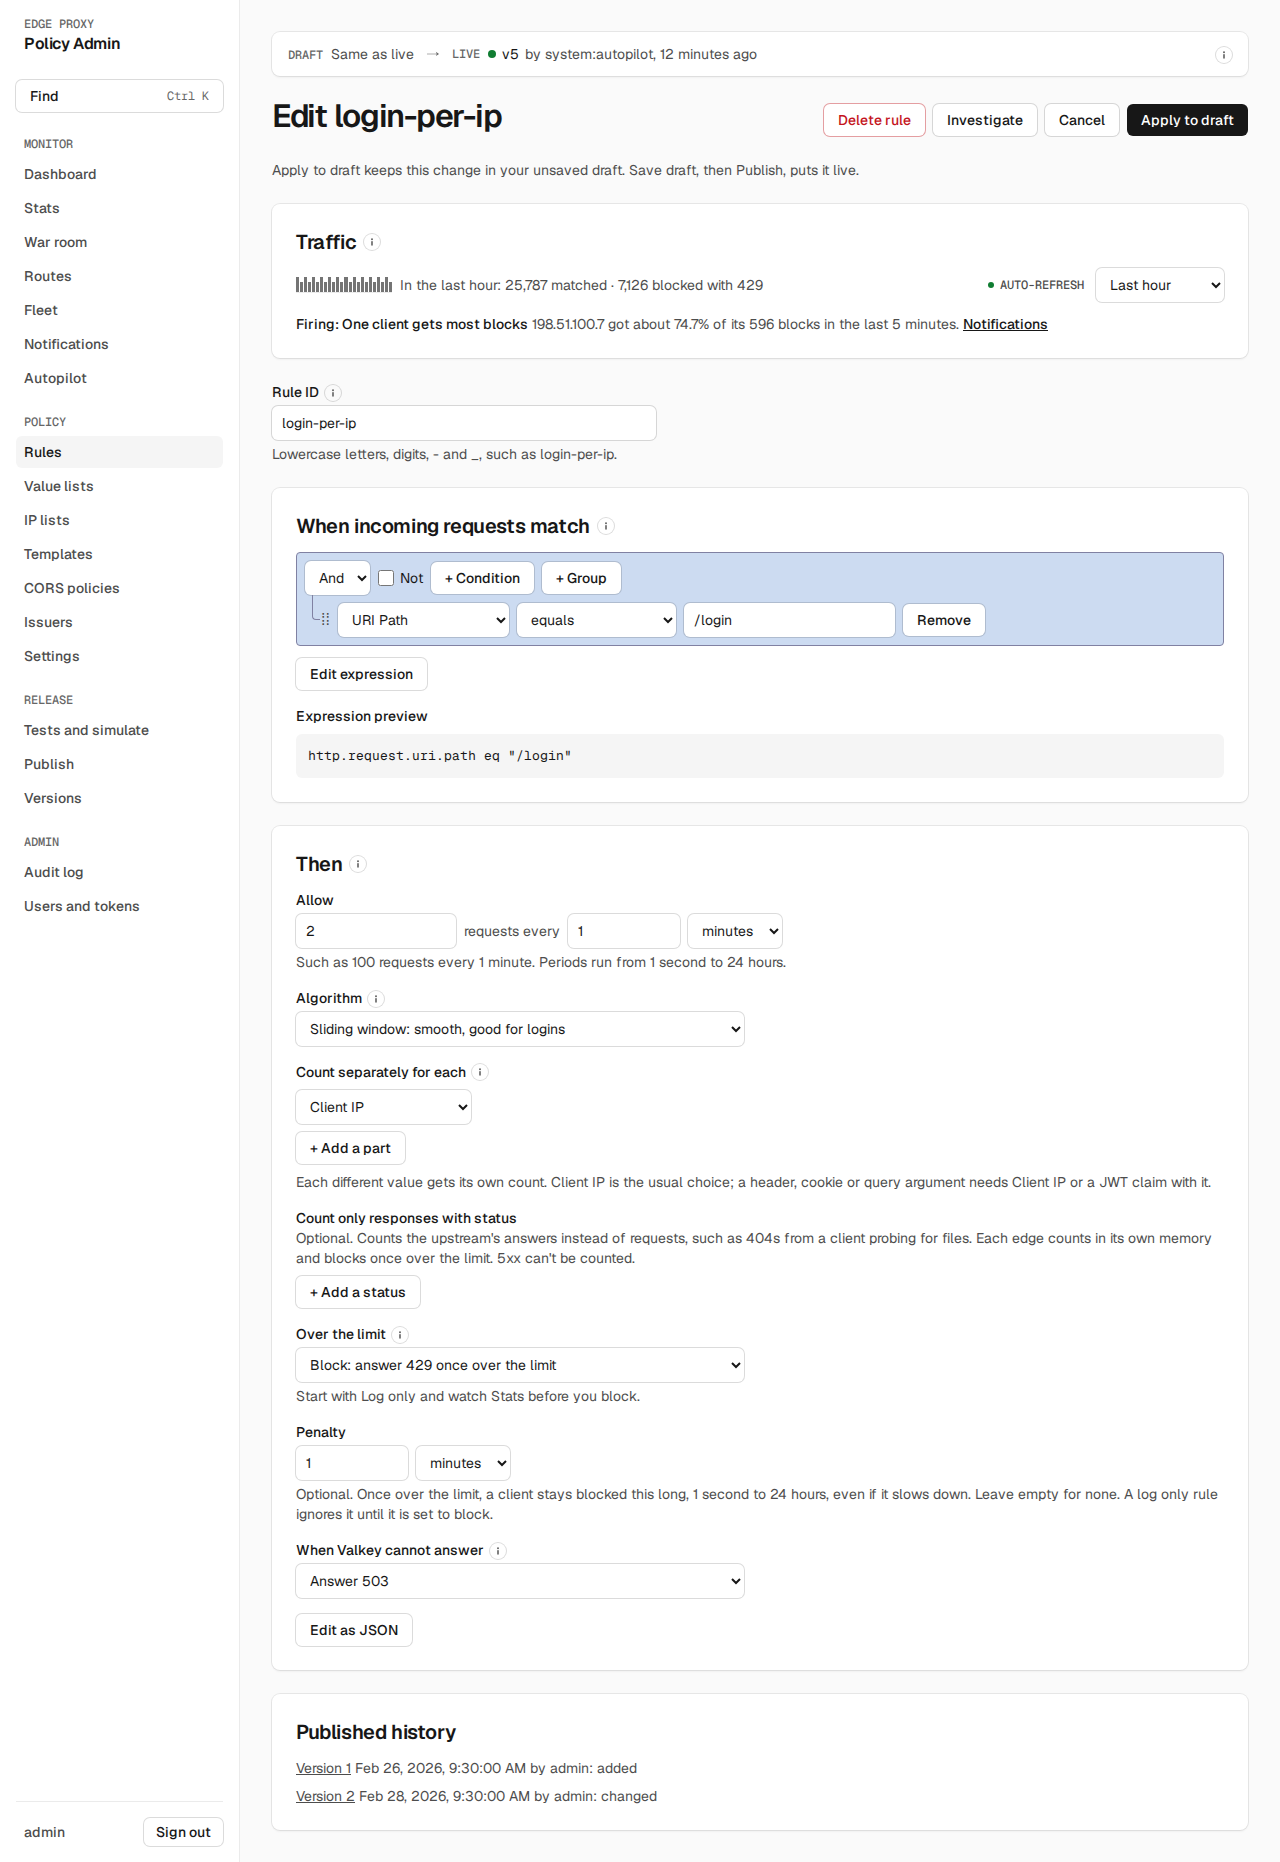 EDGE PROXY
Policy Admin
Find Ctrl K
MONITOR
Dashboard
Stats
War room
Routes
Fleet
Notifications
Autopilot
POLICY
Rules
Value lists
IP lists
Templates
CORS policies
Issuers
Settings
RELEASE
Tests and simulate
Publish
Versions
ADMIN
Audit log
Users and tokens
admin Sign out
DRAFT Same as live → LIVE v5 by system:autopilot, 12 minutes ago
Edit login-per-ip Delete rule Investigate Cancel Apply to draft
Apply to draft keeps this change in your unsaved draft. Save draft, then Publish, puts it live.
Traffic
In the last hour: 25,787 matched · 7,126 blocked with 429 AUTO-REFRESH Last hour
Firing: One client gets most blocks 198.51.100.7 got about 74.7% of its 596 blocks in the last 5 minutes. Notifications
Rule ID
login-per-ip
Lowercase letters, digits, - and _, such as login-per-ip.
When incoming requests match
And Not + Condition + Group
URI Path equals /login Remove
Edit expression
Expression preview
http.request.uri.path eq "/login"
Then
Allow
2 requests every 1 minutes
Such as 100 requests every 1 minute. Periods run from 1 second to 24 hours.
Algorithm
Sliding window: smooth, good for logins
Count separately for each
Client IP
+ Add a part
Each different value gets its own count. Client IP is the usual choice; a header, cookie or query argument needs Client IP or a JWT claim with it.
Count only responses with status
Optional. Counts the upstream's answers instead of requests, such as 404s from a client probing for files. Each edge counts in its own memory
and blocks once over the limit. 5xx can't be counted.
+ Add a status
Over the limit
Block: answer 429 once over the limit
Start with Log only and watch Stats before you block.
Penalty
1 minutes
Optional. Once over the limit, a client stays blocked this long, 1 second to 24 hours, even if it slows down. Leave empty for none. A log only rule
ignores it until it is set to block.
When Valkey cannot answer
Answer 503
Edit as JSON
Published history
Version 1 Feb 26, 2026, 9:30:00 AM by admin: added
Version 2 Feb 28, 2026, 9:30:00 AM by admin: changed